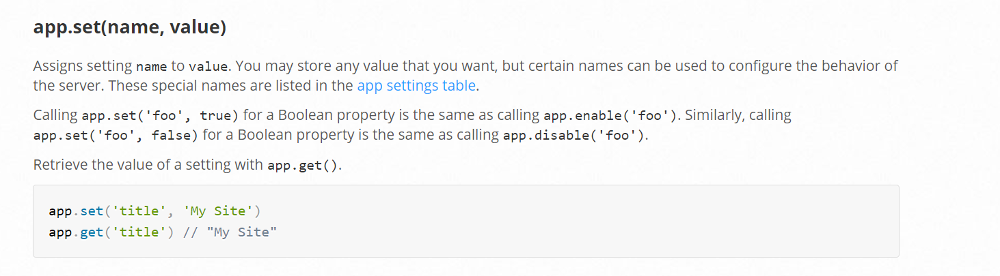 app.set(name, value)
Assigns setting name to value. You may store any value that you want, but certain names can be used to configure the behavior of
the server. These special names are listed in the app settings table.
Calling app.set('foo', true) for a Boolean property is the same as calling app.enable('foo'). Similarly, calling
app.set('foo', false) for a Boolean property is the same as calling app.disable('foo').
Retrieve the value of a setting with app.get().
app.set('title', 'My Site')
app.get('title') // "My Site"